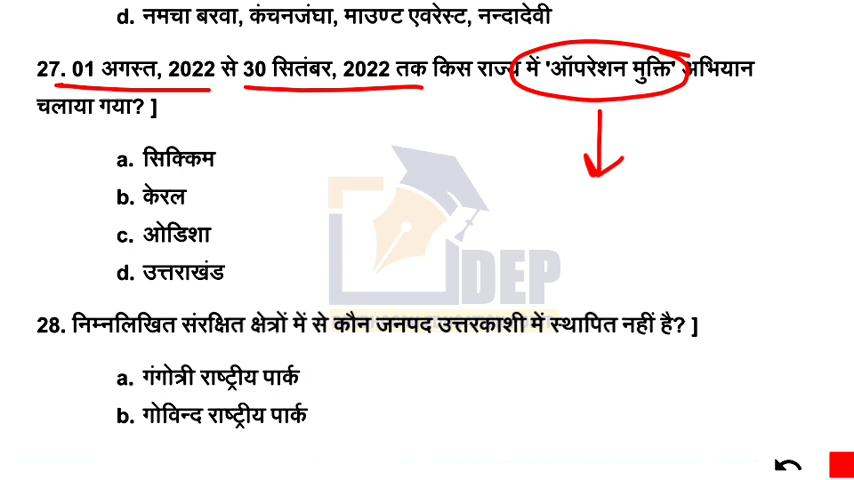 d. नमचा बरवा, कंचनजंघा, माउण्ट एवरेस्ट, नन्दादेवी
27. 01 अगस्त, 2022 से 30 सितंबर, 2022 तक किस राज्य में 'ऑपरेशन मुक्ति' अभियान
चलाया गया? ]
a. सिक्किम
b. केरल
c. ओडिशा
d. उत्तराखंड
DEP
28. निम्नलिखित संरक्षित क्षेत्रों में से कौन जनपद उत्तरकाशी में स्थापित नहीं है? ]
a. गंगोत्री राष्ट्रीय पार्क
b. गोविन्द राष्ट्रीय पार्क